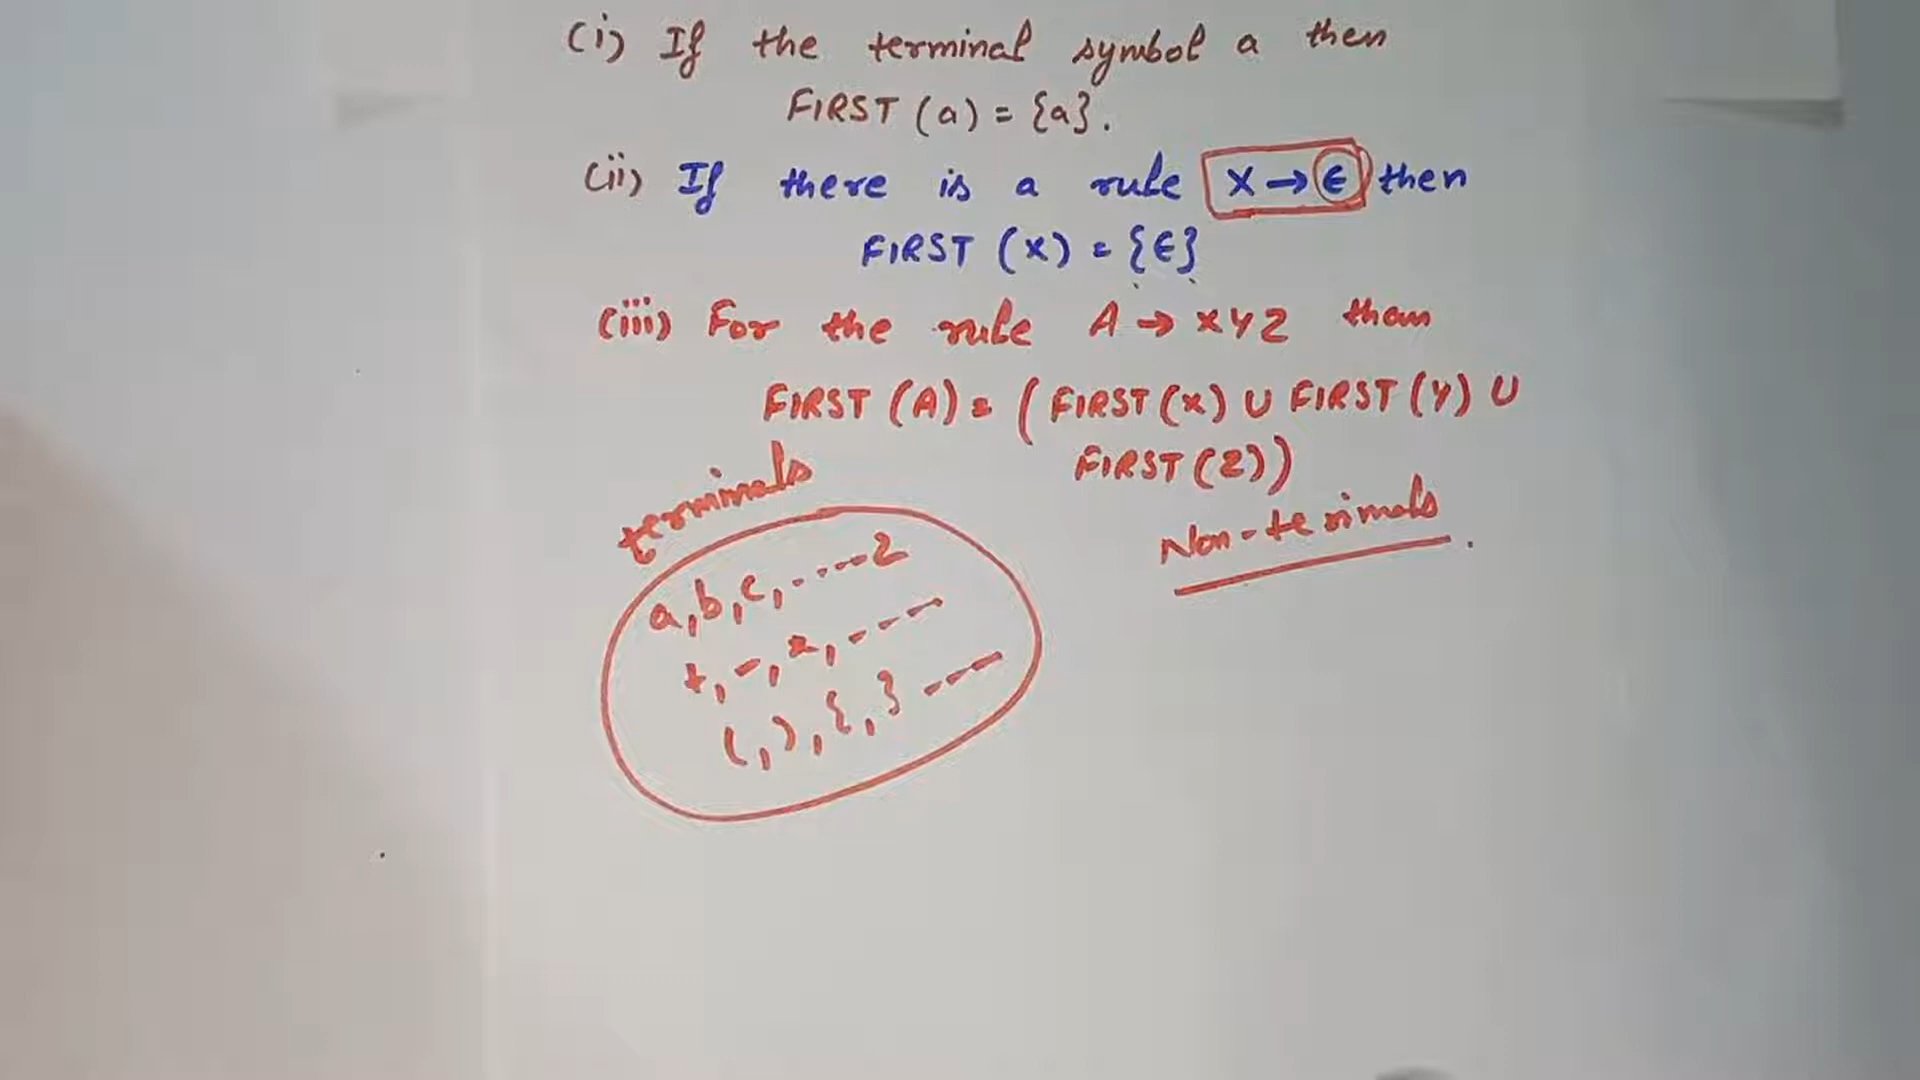 (i) If the terminal symbol a then
FIRST (a) = {a}.
(ii) If there is a rule X → ϵ then
FIRST (X) = {ϵ}
(iii) For the rule A → XYZ then
FIRST (A) = (FIRST (X) U FIRST (Y) U
FIRST (Z))
terminals
Non-terimals
a, b, c, ....-z
+, -, *, ---
(, ), {, } ----